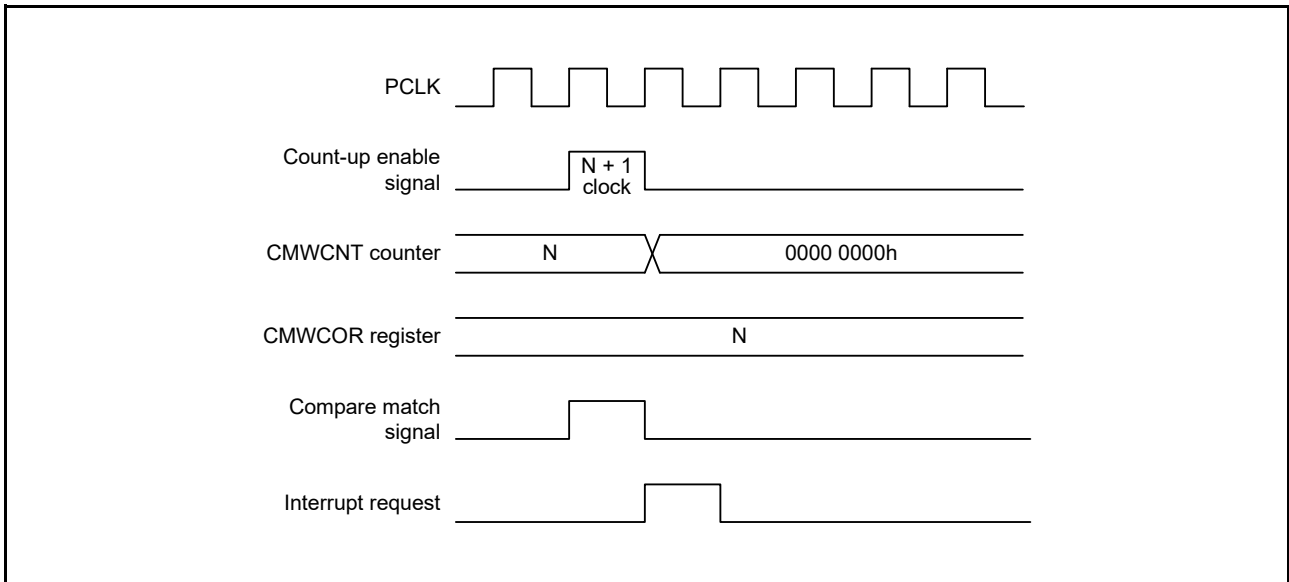 PCLK
Count-up enable
signal
N + 1
clock
CMWCNT counter
N
0000 0000h
CMWCOR register
N
Compare match
signal
Interrupt request